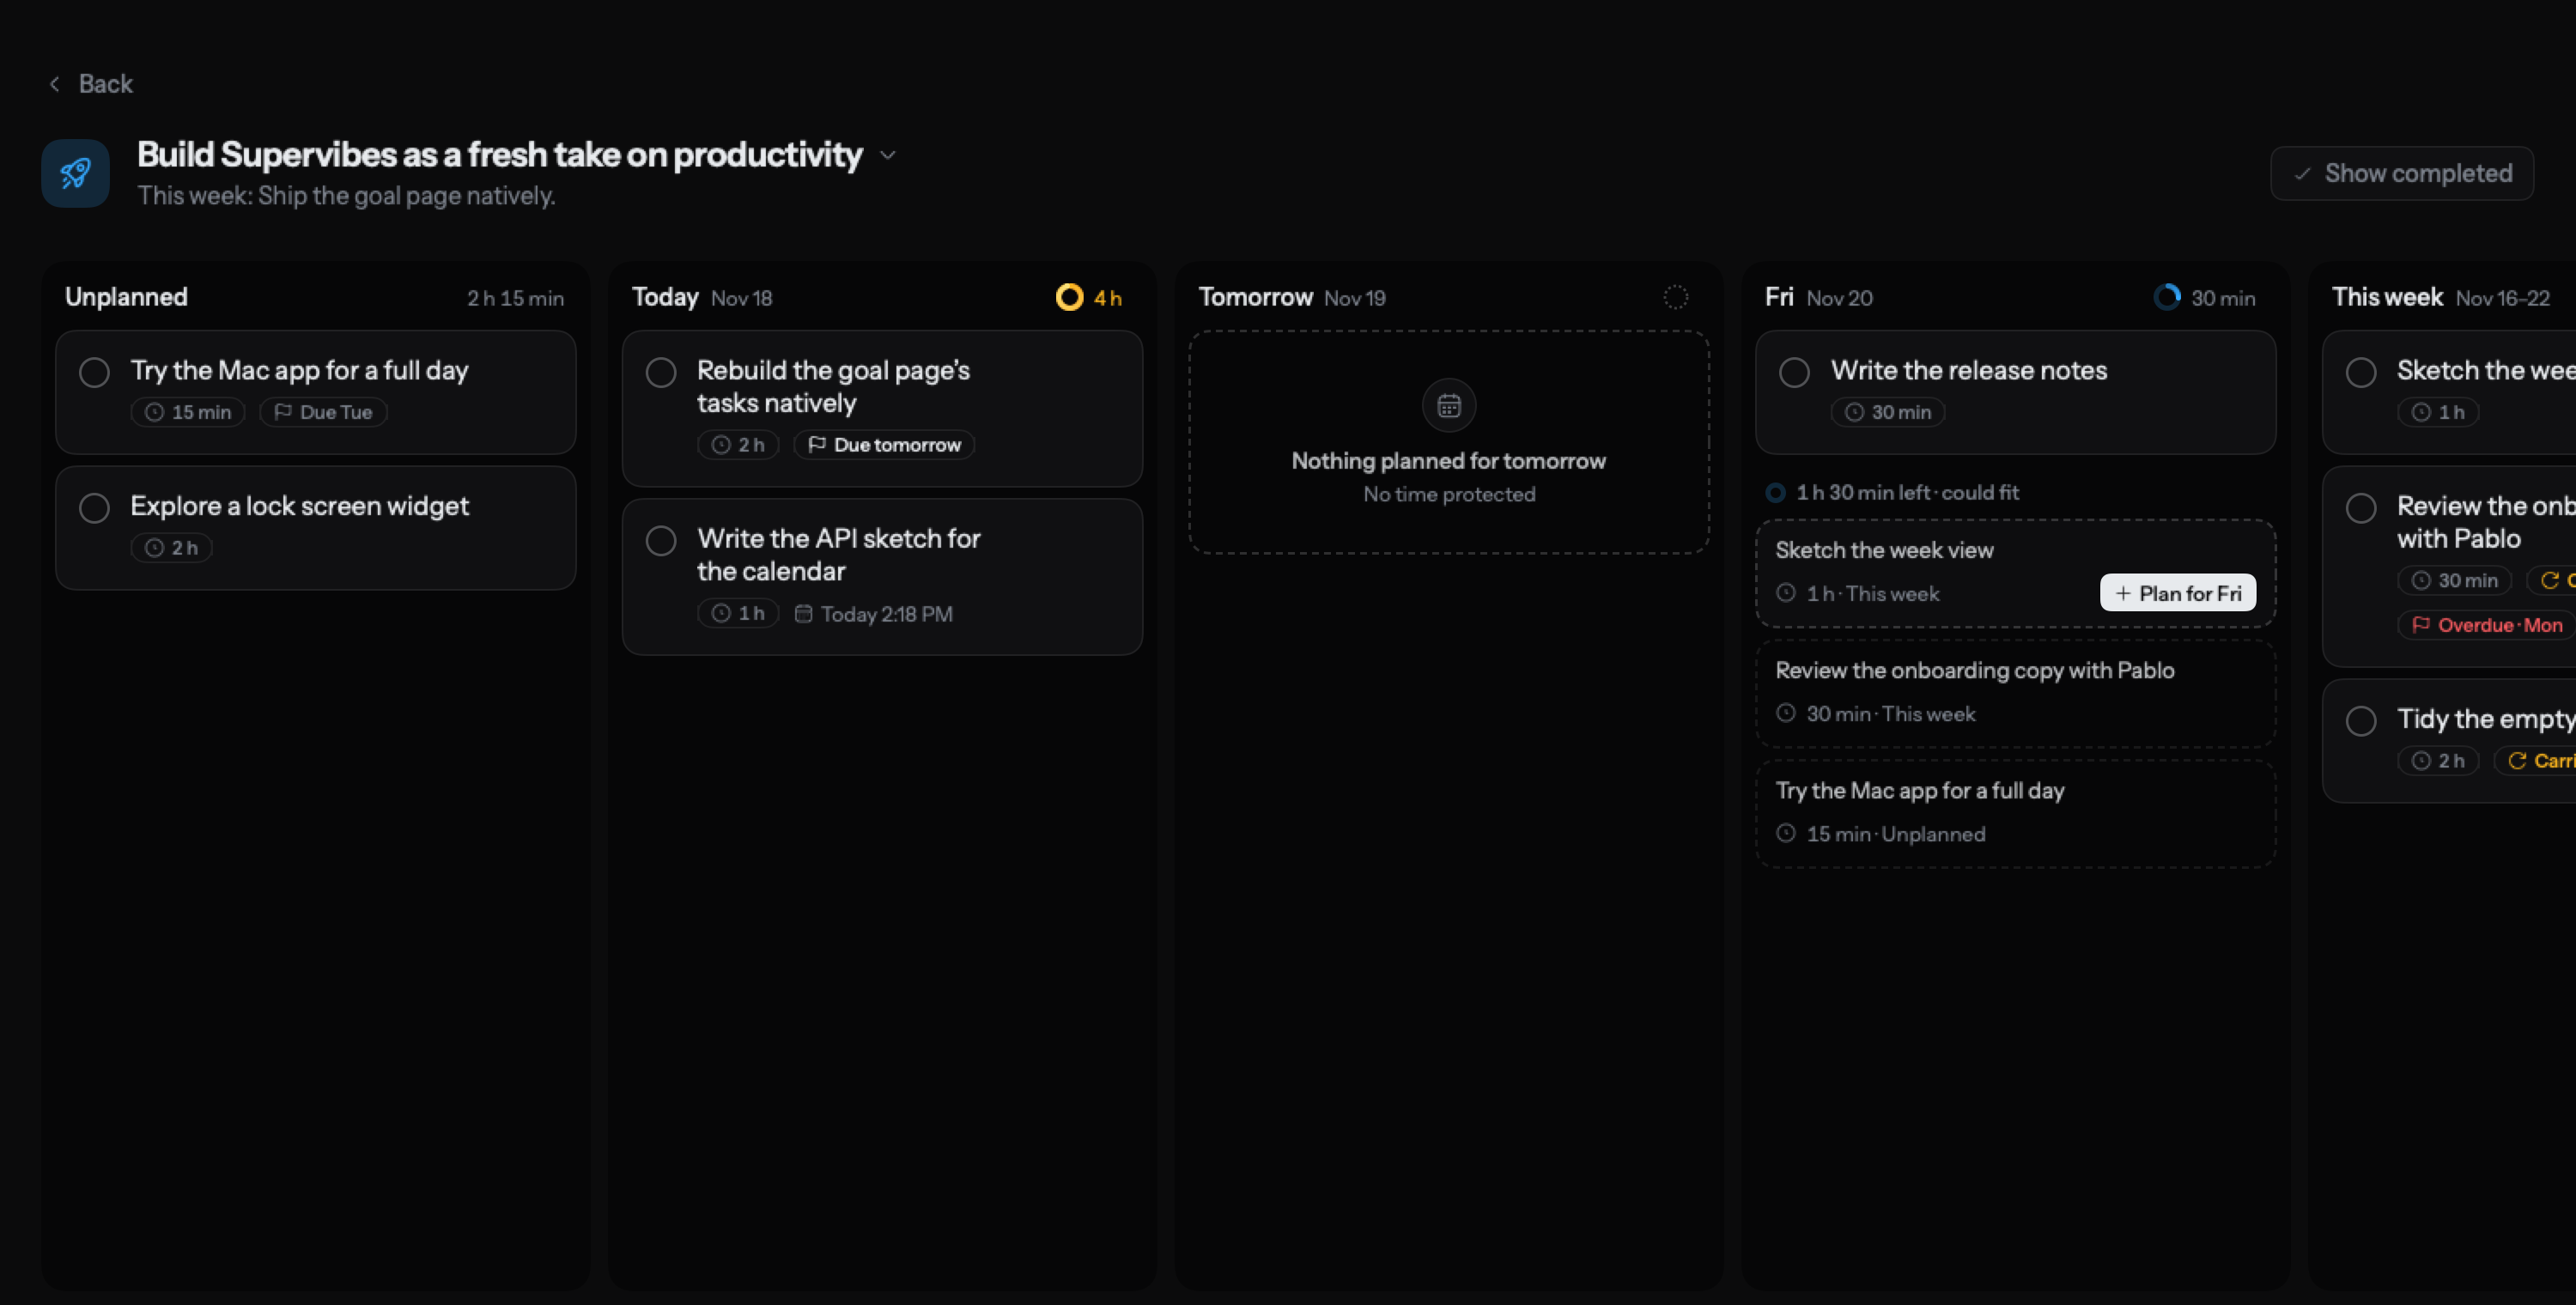 Back
Build Supervibes as a fresh take on productivity
This week: Ship the goal page natively.
Show completed
Unplanned 2 h 15 min
Try the Mac app for a full day
15 min Due Tue
Explore a lock screen widget
2 h
Today Nov 18 4 h
Rebuild the goal page’s
tasks natively
2 h Due tomorrow
Write the API sketch for
the calendar
1 h Today 2:18 PM
Tomorrow Nov 19
Nothing planned for tomorrow
No time protected
Fri Nov 20 30 min
Write the release notes
30 min
1 h 30 min left · could fit
Sketch the week view
1 h · This week + Plan for Fri
Review the onboarding copy with Pablo
30 min · This week
Try the Mac app for a full day
15 min · Unplanned
This week Nov 16–22
Sketch the wee
1 h
Review the onb
with Pablo
30 min
Overdue · Mon
Tidy the empty
2 h Carri